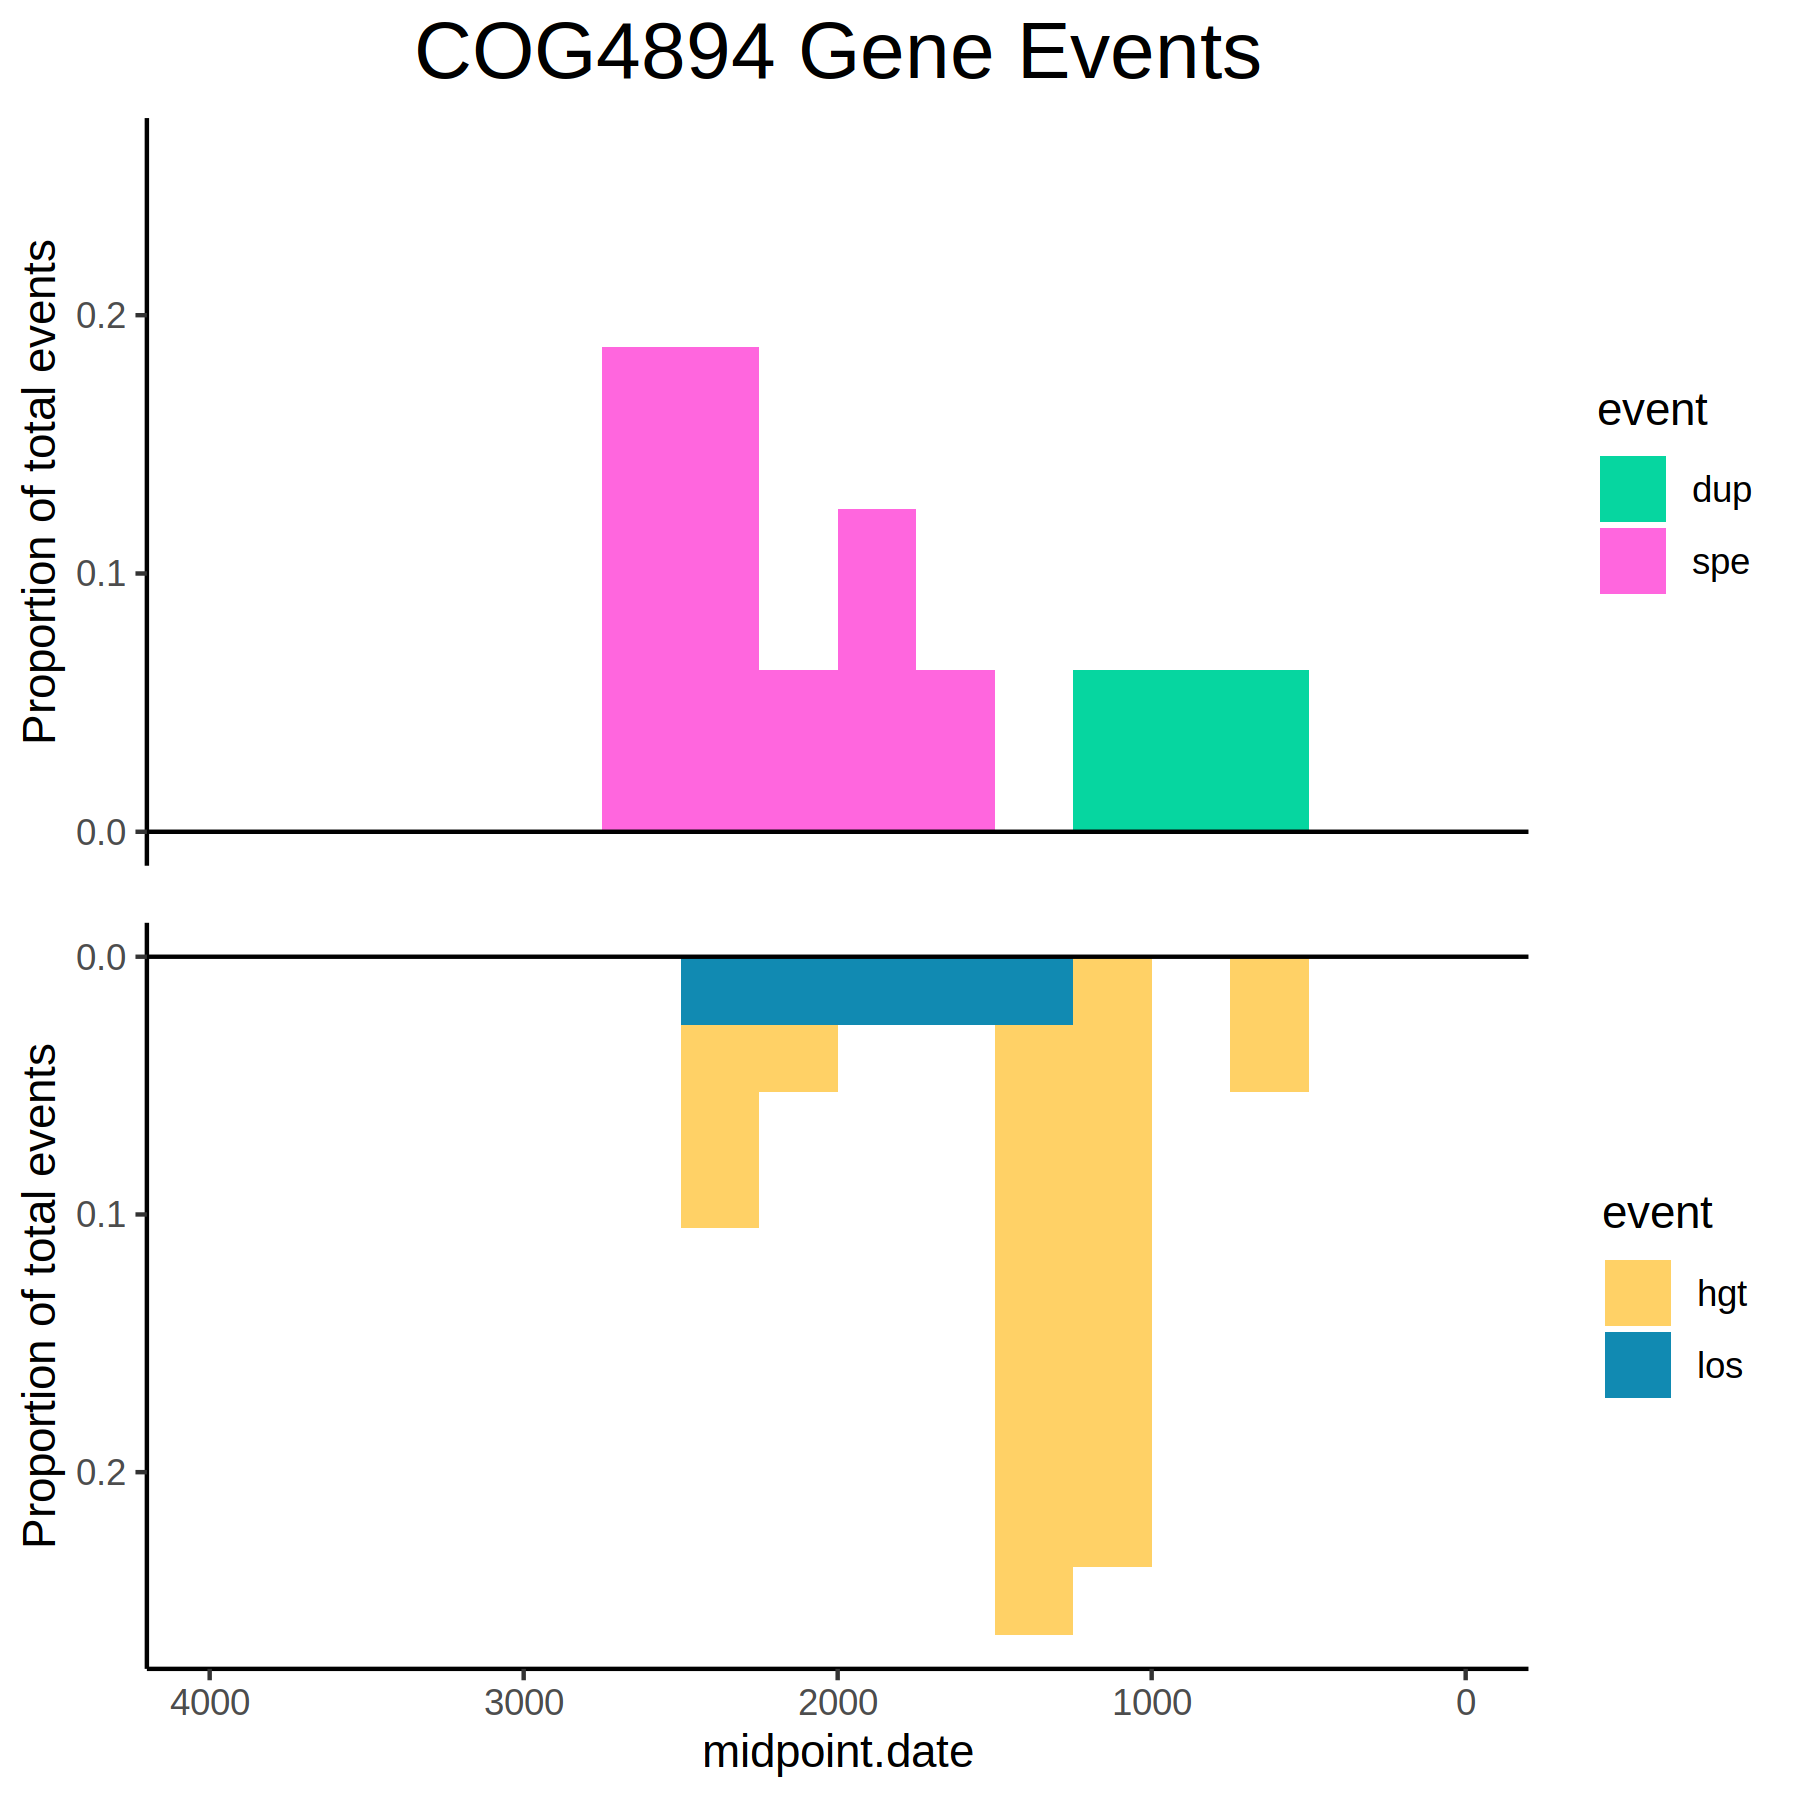 COG4894 Gene Events
Proportion of total events
0.2
0.1
0.0
event
dup
spe
Proportion of total events
0.0
0.1
0.2
event
hgt
los
4000 3000 2000 1000 0
midpoint.date